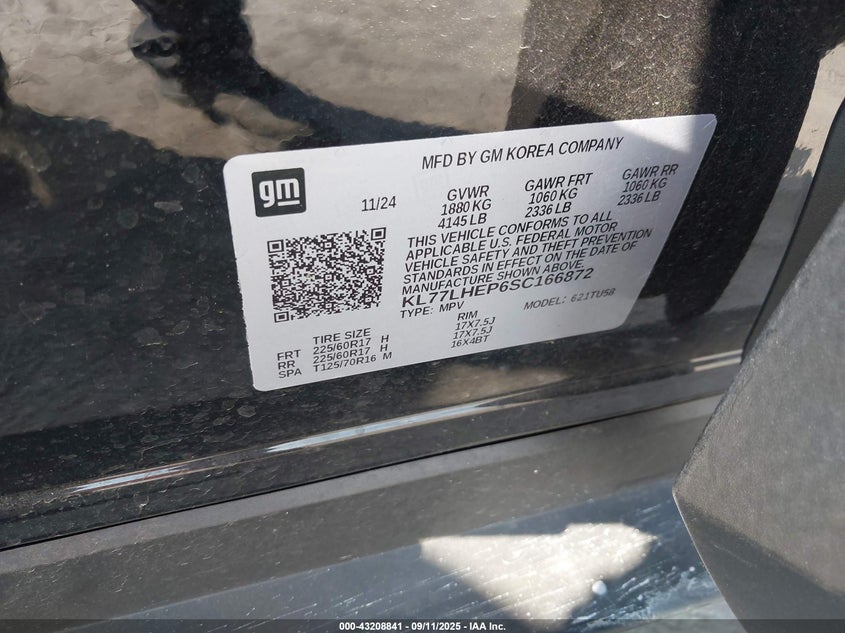 MFD BY GM KOREA COMPANY
gm
11/24
GVWR
1880 KG
4145 LB
GAWR FRT
1060 KG
2336 LB
GAWR RR
1060 KG
2336 LB
THIS VEHICLE CONFORMS TO ALL
APPLICABLE U.S. FEDERAL MOTOR
VEHICLE SAFETY AND THEFT PREVENTION
STANDARDS IN EFFECT ON THE DATE OF
MANUFACTURE SHOWN ABOVE.
KL77LHEP6SC166872
TYPE: MPV
MODEL: 621TU58
TIRE SIZE
RIM
FRT 225/60R17 H 17X7.5J
RR 225/60R17 H 17X7.5J
SPA T125/70R16 M 16X4BT
000-43208841 - 09/11/2025 - IAA Inc.